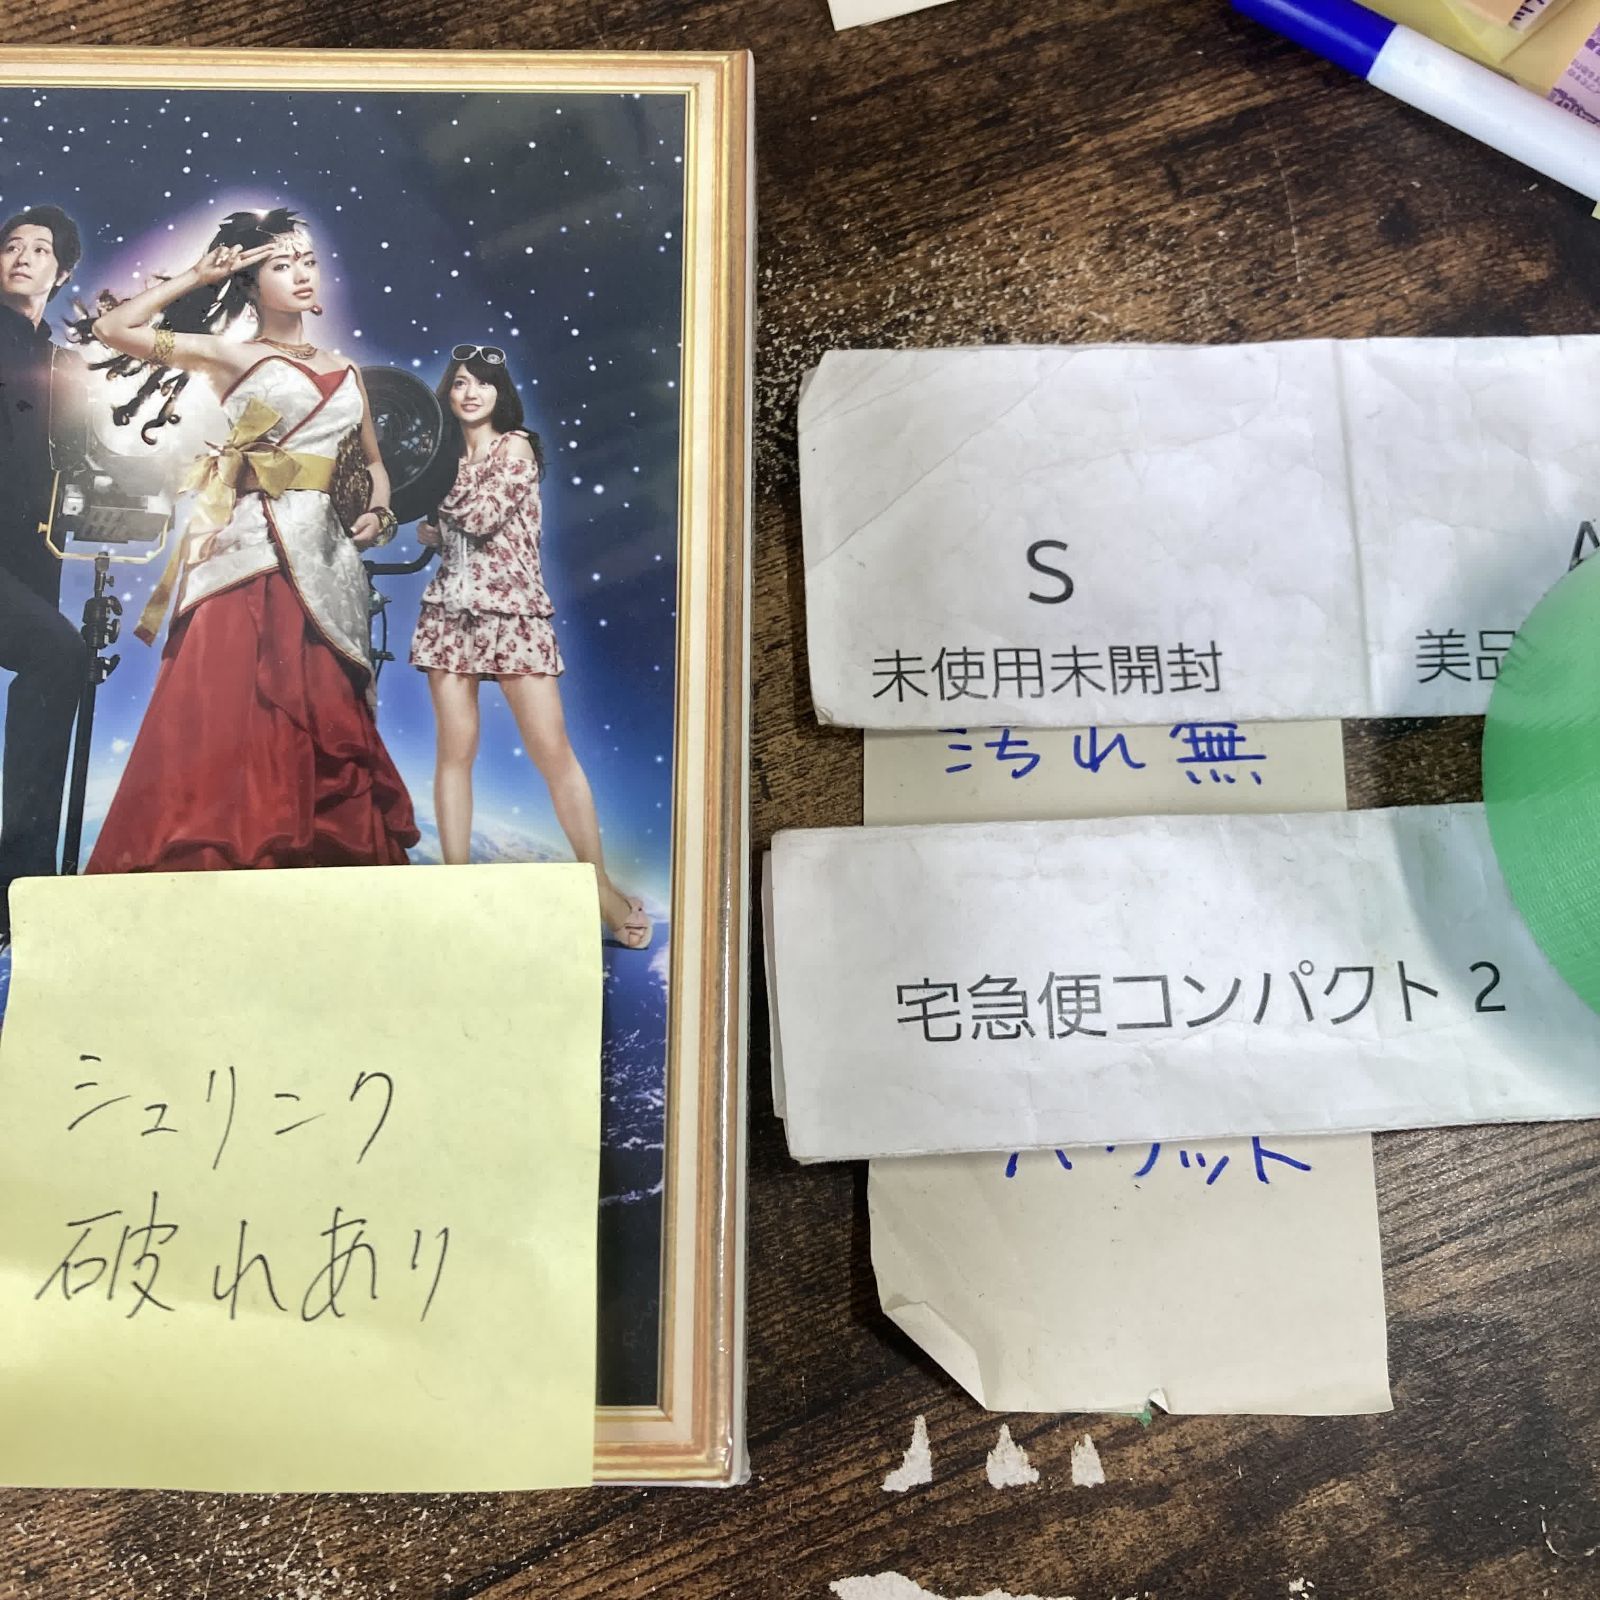 シュリンク
破れあり
S
未使用未開封
美品
汚れ無
宅急便コンパクト 2